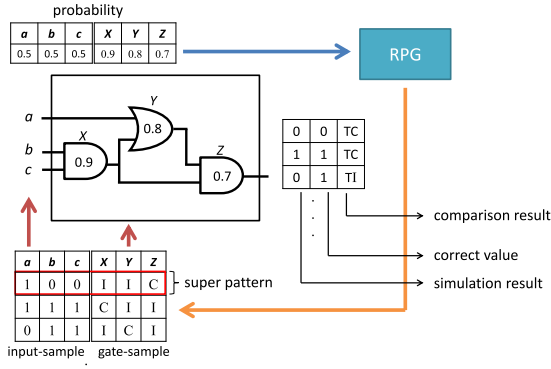 probability
a b c X Y Z
0.5 0.5 0.5 0.9 0.8 0.7
RPG
a
b
c
X
0.9
Y
0.8
Z
0.7
0 0 TC
1 1 TC
0 1 TI
comparison result
correct value
simulation result
a b c X Y Z
1 0 0 I I C
super pattern
1 1 1 C I I
0 1 1 I C I
input-sample gate-sample